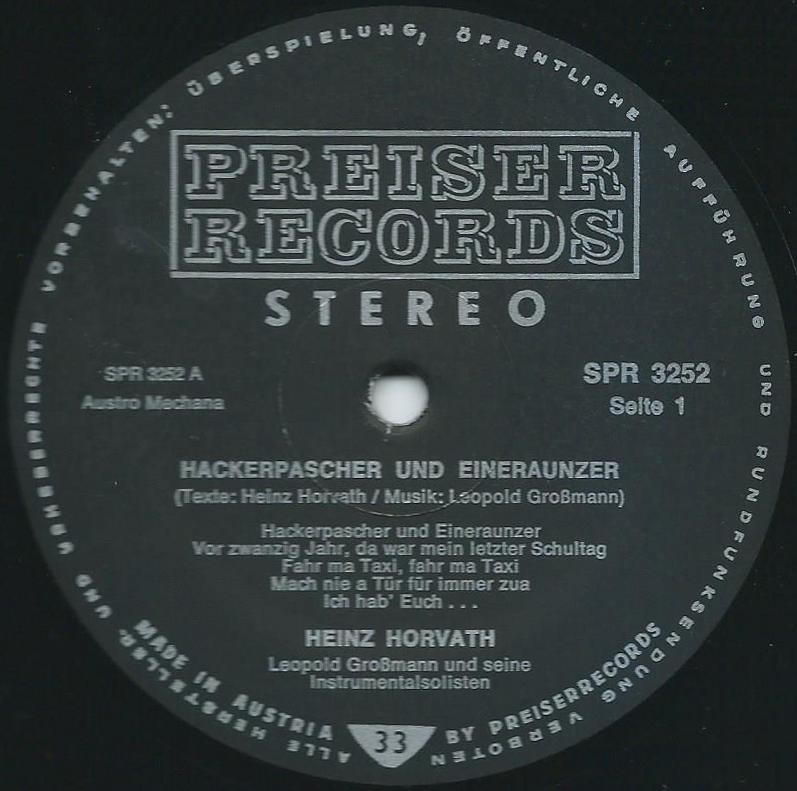 PREISER
RECORDS
STEREO
SPR 3252 A
Austro Mechana
SPR 3252
Seite 1
HACKERPASCHER UND EINERAUNZER
(Texte: Heinz Horvath / Musik: Leopold Großmann)
Hackerpascher und Eineraunzer
Vor zwanzig Jahr, da war mein letzter Schultag
Fahr ma Taxi, fahr ma Taxi
Mach nie a Tür für immer zua
Ich hab' Euch . . .
HEINZ HORVATH
Leopold Großmann und seine
Instrumentalsolisten
MADE IN AUSTRIA
33
BY PREISERRECORDS
ALLE HERSTELLER- UND URHEBERRECHTE VORBEHALTEN: ÜBERSPIELUNG, ÖFFENTLICHE AUFFÜHRUNG UND RUNDFUNKSENDUNG VERBOTEN